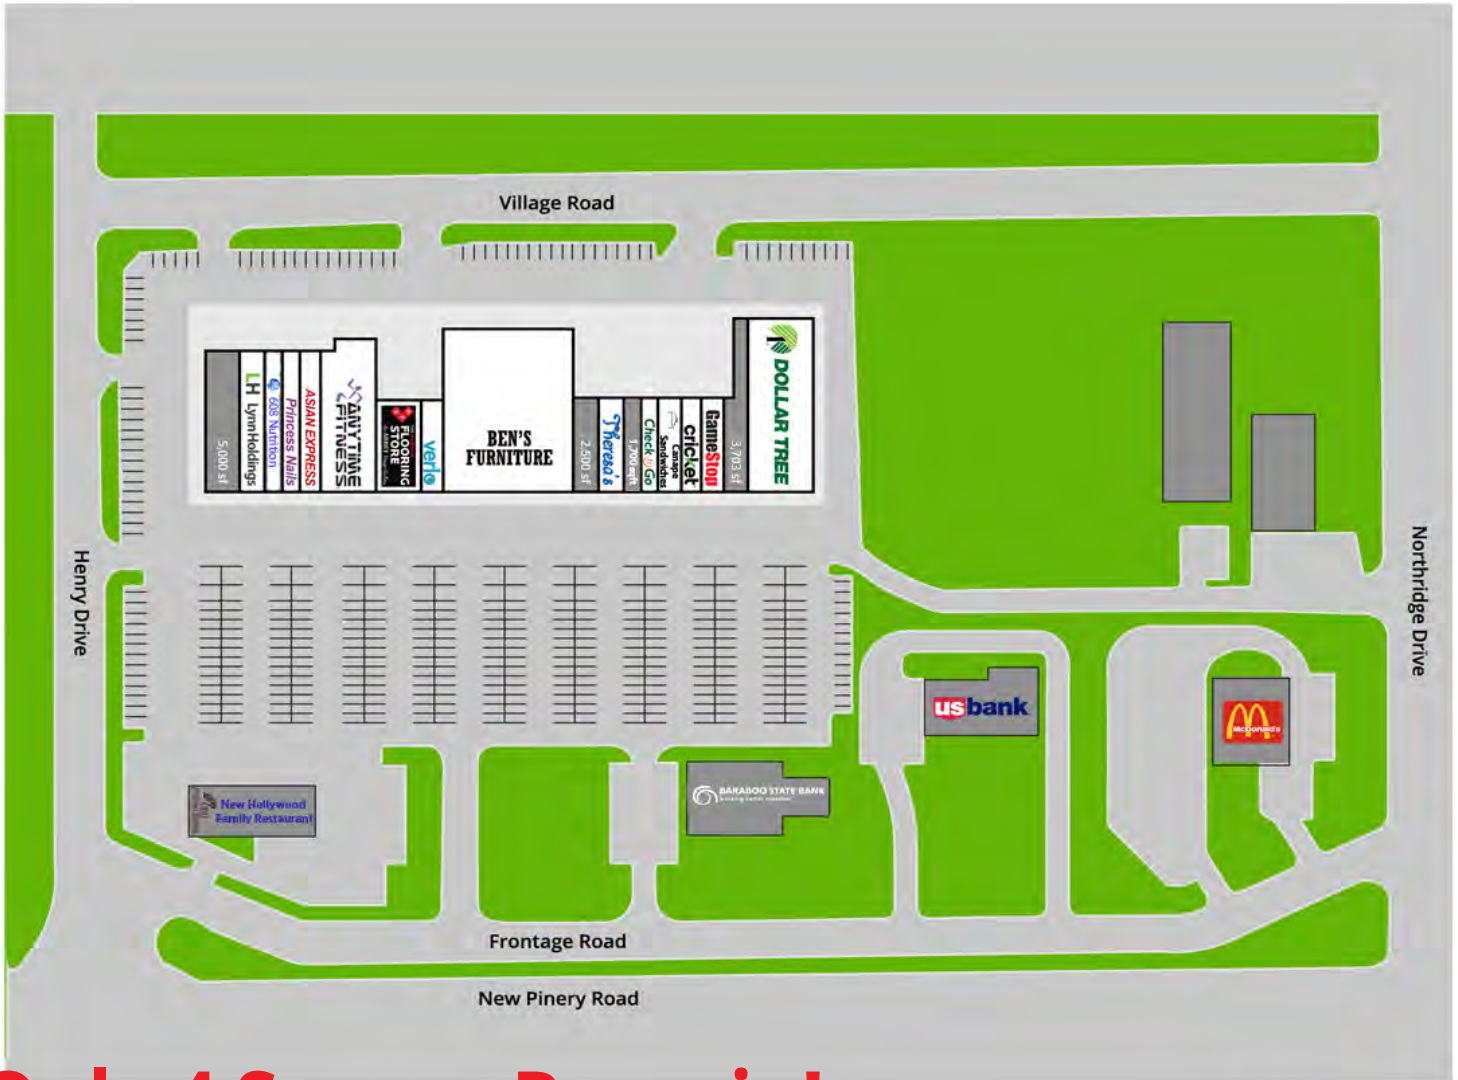 Village Road
5,000 sf
LH LynnHoldings
608 Nutrition
Princess Nails
ASIAN EXPRESS
ANYTIME
FITNESS
FLOORING
STORE
verlo
BEN'S
FURNITURE
2,500 sf
Theresa's
1,700 sqft
Check 'n Go
Canape
Sandwiches
cricket
GameStop
3,703 sf
DOLLAR TREE
Henry Drive
Northridge Drive
usbank
McDonald's
New Hollywood
Family Restaurant
BARABOO STATE BANK
Frontage Road
New Pinery Road